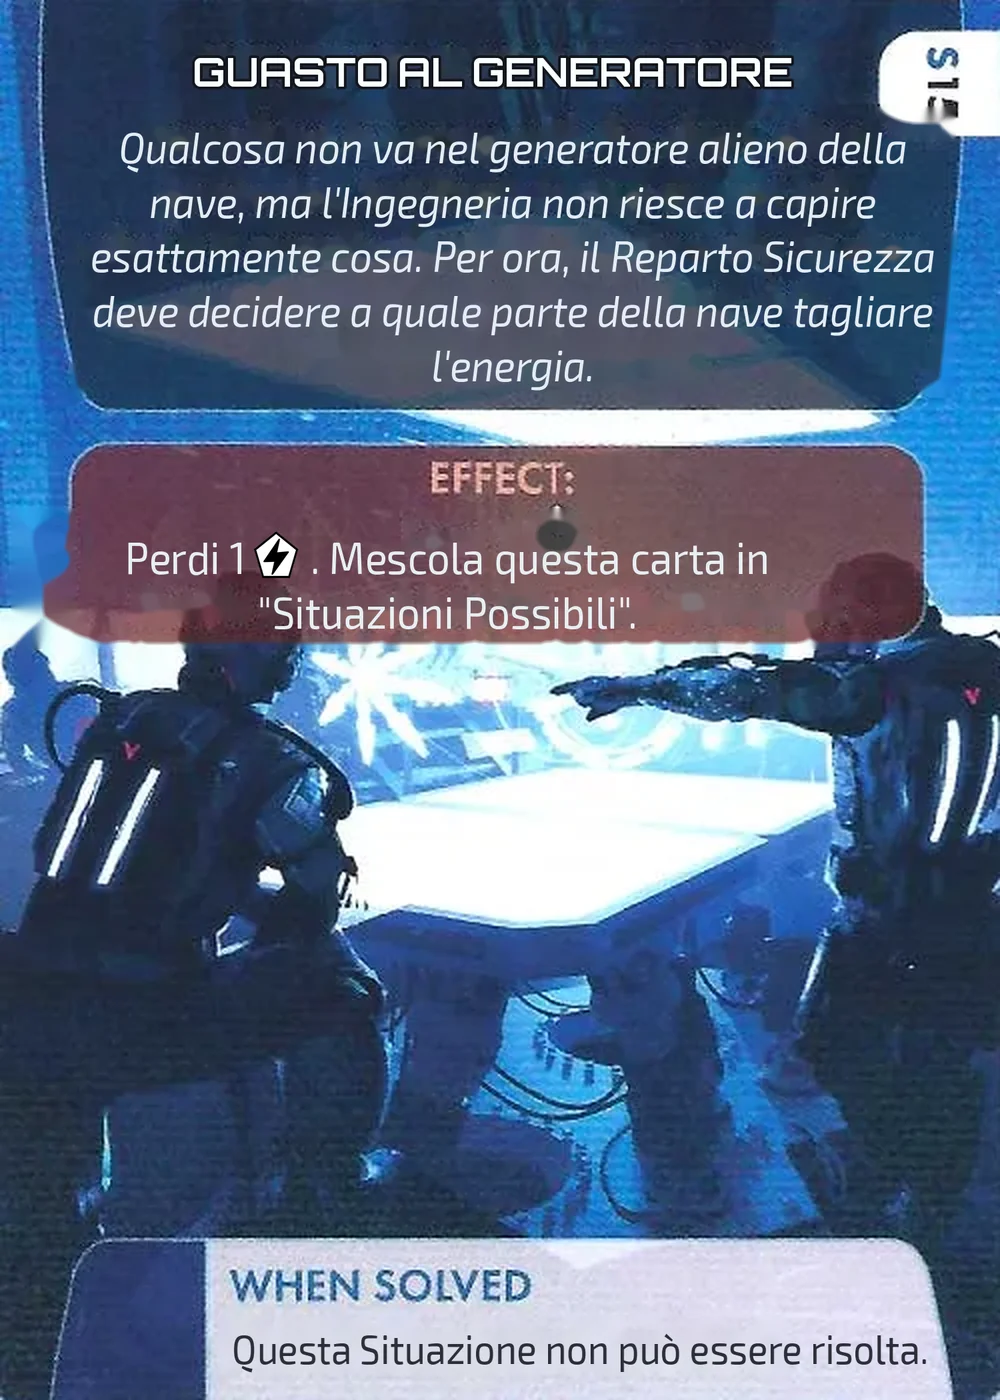 GUASTO AL GENERATORE
Qualcosa non va nel generatore alieno della
nave, ma l'Ingegneria non riesce a capire
esattamente cosa. Per ora, il Reparto Sicurezza
deve decidere a quale parte della nave tagliare
l'energia.
EFFECT:
Perdi 1 . Mescola questa carta in
"Situazioni Possibili".
WHEN SOLVED
Questa Situazione non può essere risolta.